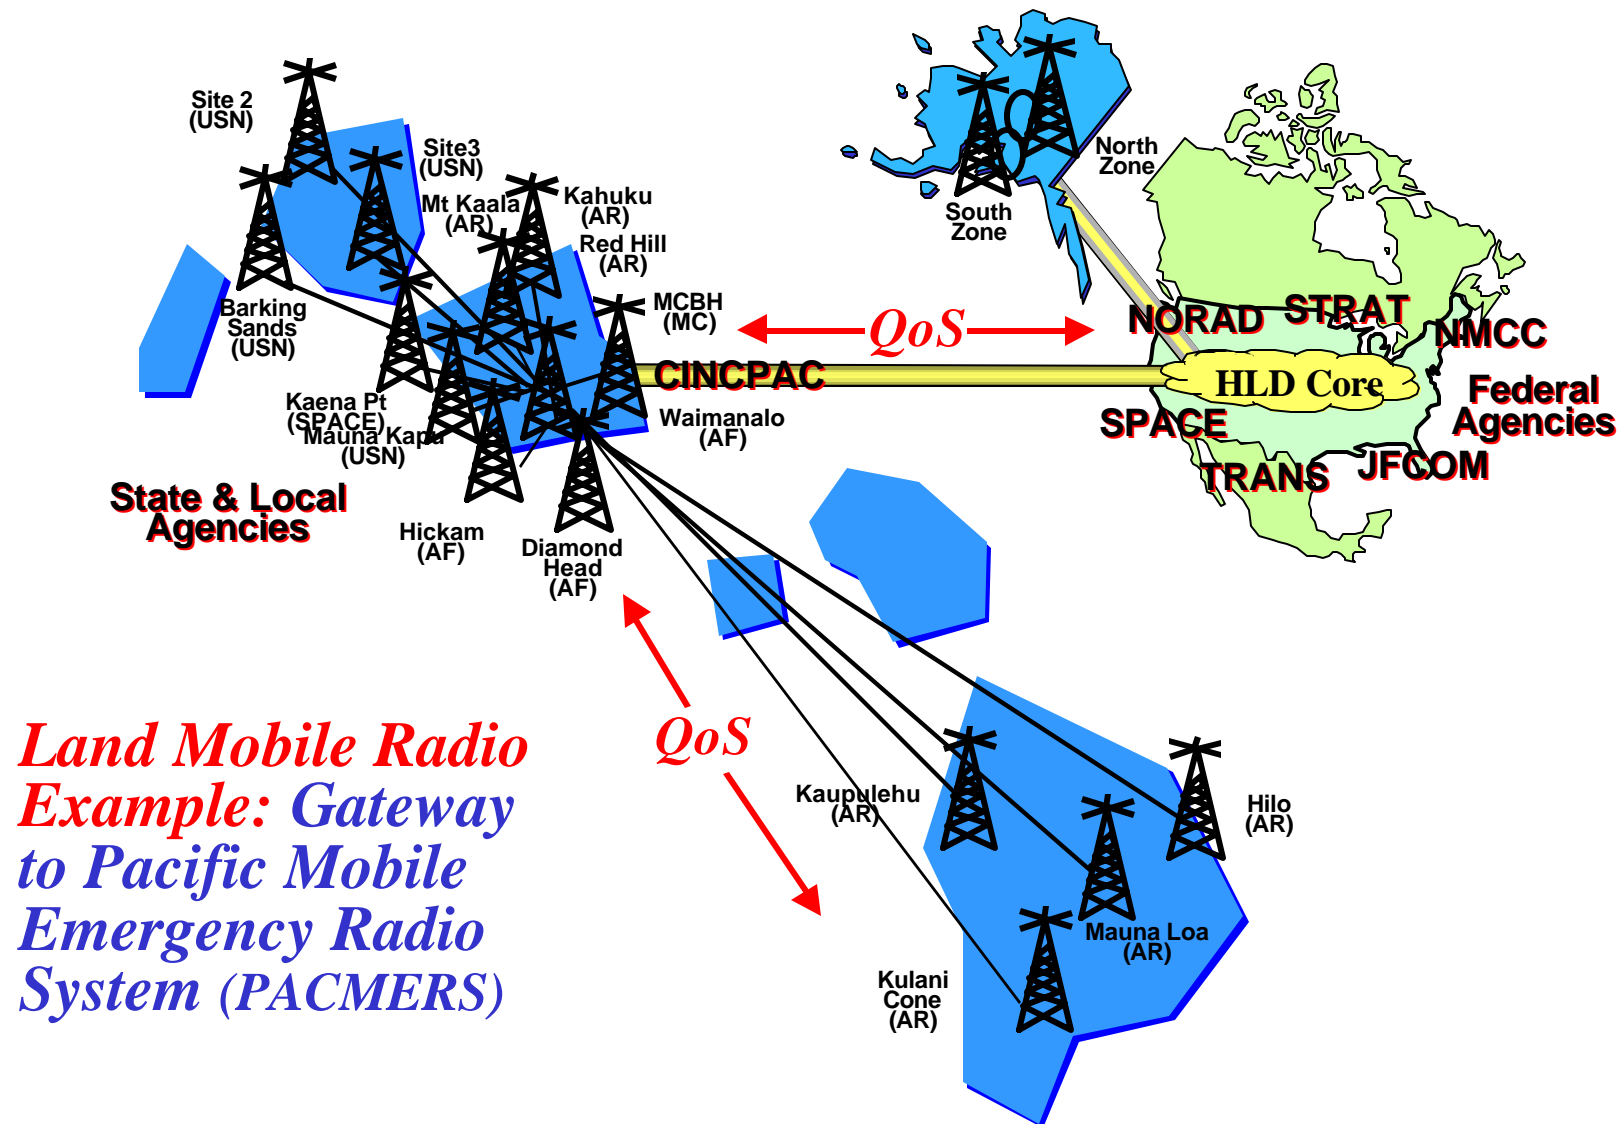 Site 2
(USN)
Site3
(USN)
Mt Kaala
(AR)
Kahuku
(AR)
Red Hill
(AR)
MCBH
(MC)
Barking
Sands
(USN)
Kaena Pt
(SPACE)
Mauna Kapu
(USN)
Waimanalo
(AF)
CINCPAC
State & Local
Agencies
Hickam
(AF)
Diamond
Head
(AF)
QoS
North
Zone
South
Zone
NORAD
STRAT
NMCC
HLD Core
Federal
Agencies
SPACE
TRANS
JFCOM
QoS
Kaupulehu
(AR)
Hilo
(AR)
Mauna Loa
(AR)
Kulani
Cone
(AR)
Land Mobile Radio
Example: Gateway
to Pacific Mobile
Emergency Radio
System (PACMERS)